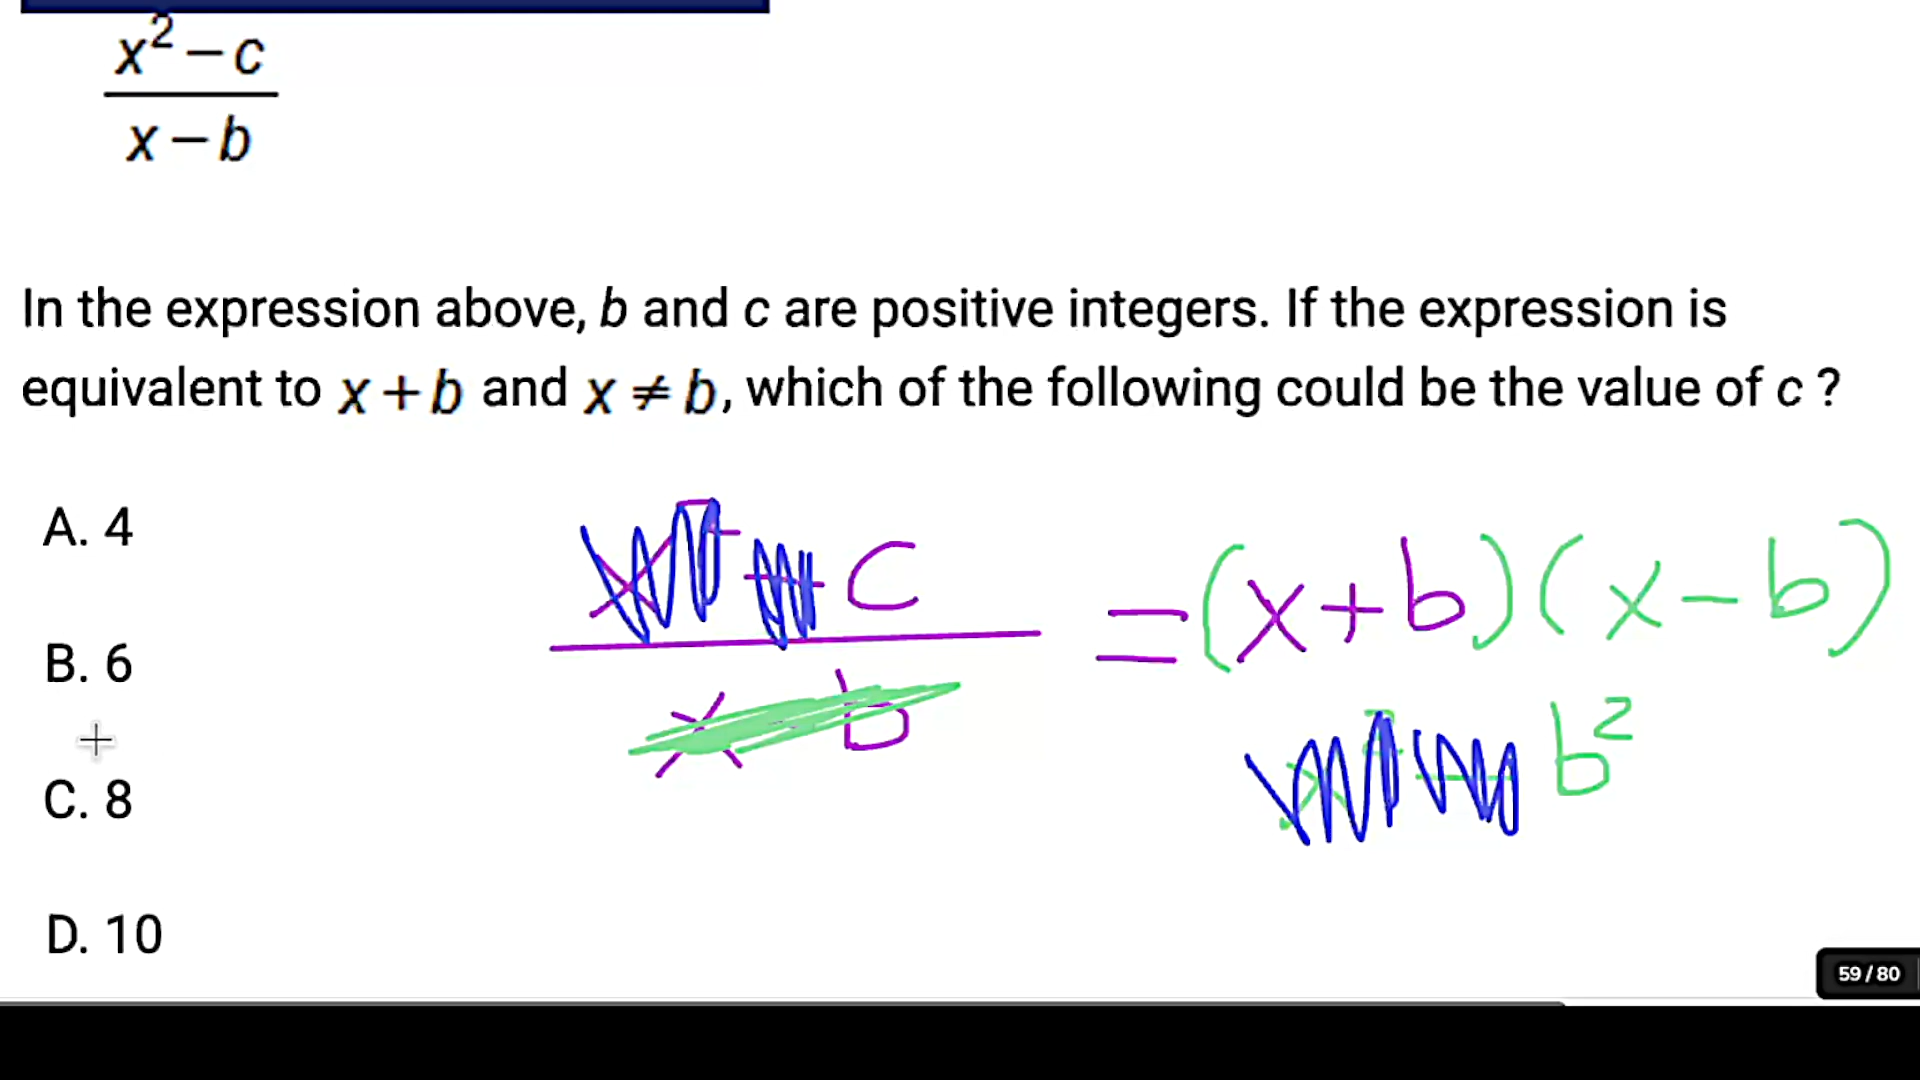 x² − c
x − b
In the expression above, b and c are positive integers. If the expression is
equivalent to x + b and x ≠ b, which of the following could be the value of c ?
A. 4
B. 6
C. 8
D. 10
c
x b
= (x + b)(x − b)
b²
59 / 80